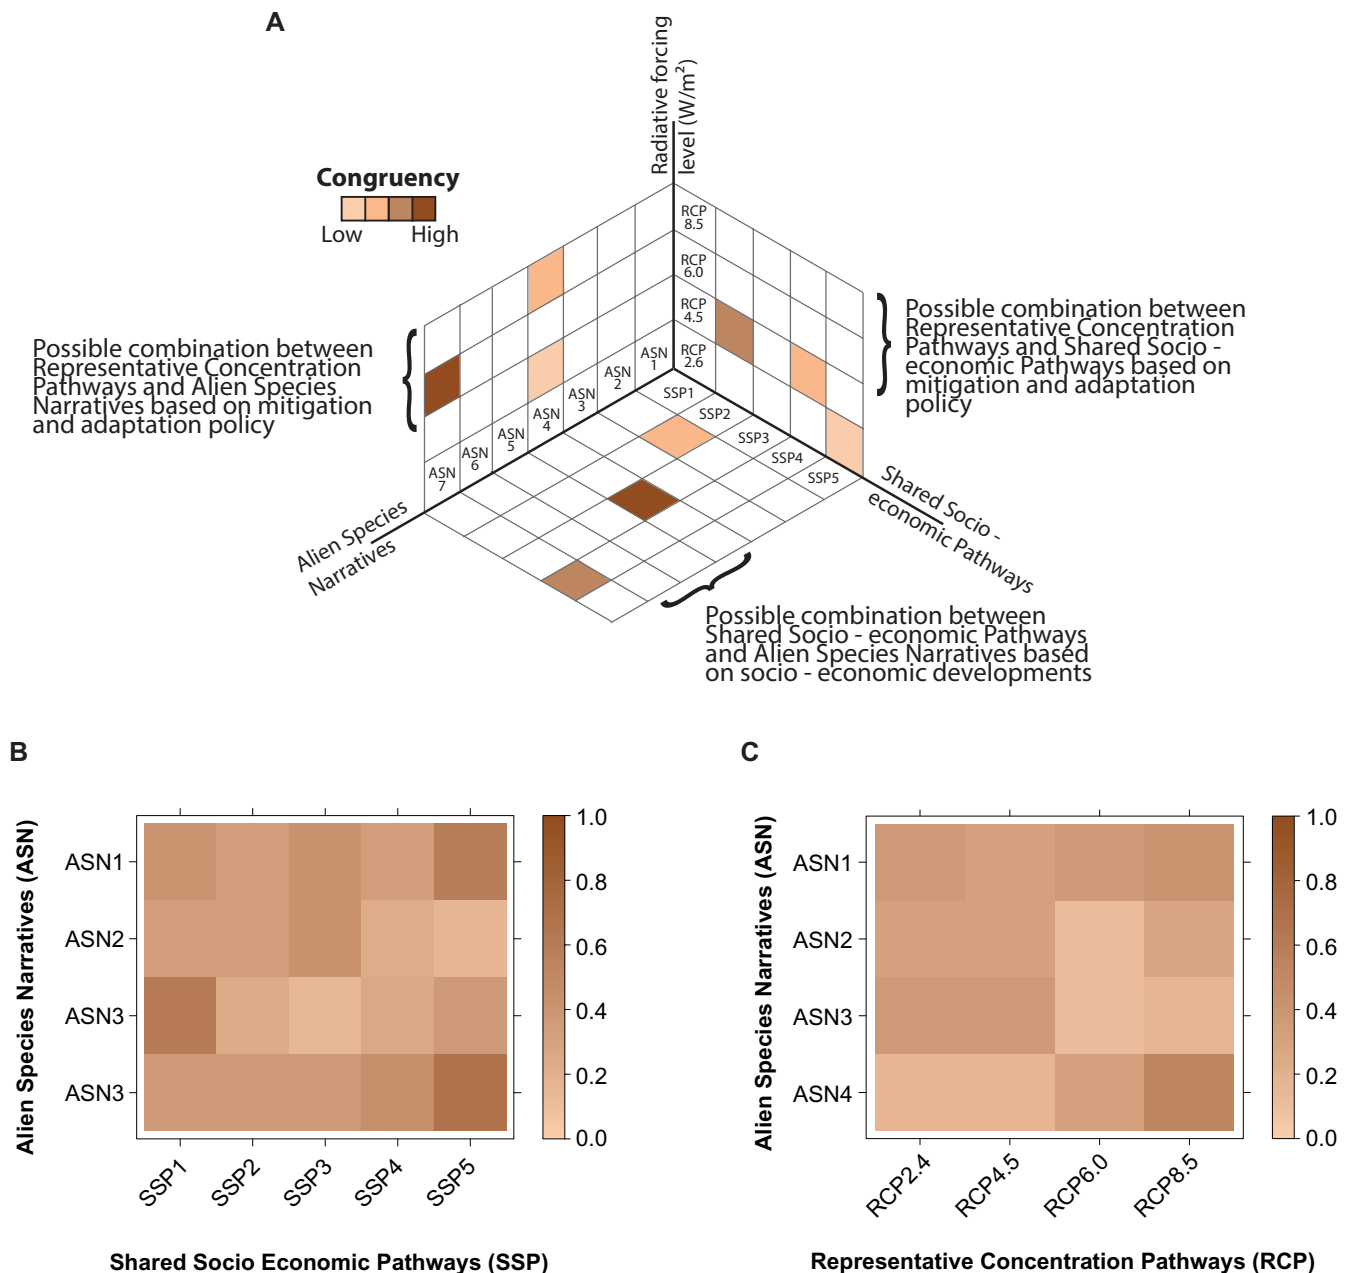 A
Radiative forcing
level (W/m²)
Congruency
Low High
RCP
8.5
RCP
6.0
RCP
4.5
RCP
2.6
ASN
1
ASN
2
ASN
3
ASN
4
ASN
5
ASN
6
ASN
7
SSP1
SSP2
SSP3
SSP4
SSP5
Possible combination between
Representative Concentration
Pathways and Alien Species
Narratives based on mitigation
and adaptation policy
Possible combination between
Representative Concentration
Pathways and Shared Socio -
economic Pathways based on
mitigation and adaptation
policy
Alien Species
Narratives
Shared Socio -
economic Pathways
Possible combination between
Shared Socio - economic Pathways
and Alien Species Narratives based
on socio - economic developments
B
Alien Species Narratives (ASN)
ASN1
ASN2
ASN3
ASN3
SSP1
SSP2
SSP3
SSP4
SSP5
1.0
0.8
0.6
0.4
0.2
0.0
Shared Socio Economic Pathways (SSP)
C
Alien Species Narratives (ASN)
ASN1
ASN2
ASN3
ASN4
RCP2.4
RCP4.5
RCP6.0
RCP8.5
1.0
0.8
0.6
0.4
0.2
0.0
Representative Concentration Pathways (RCP)